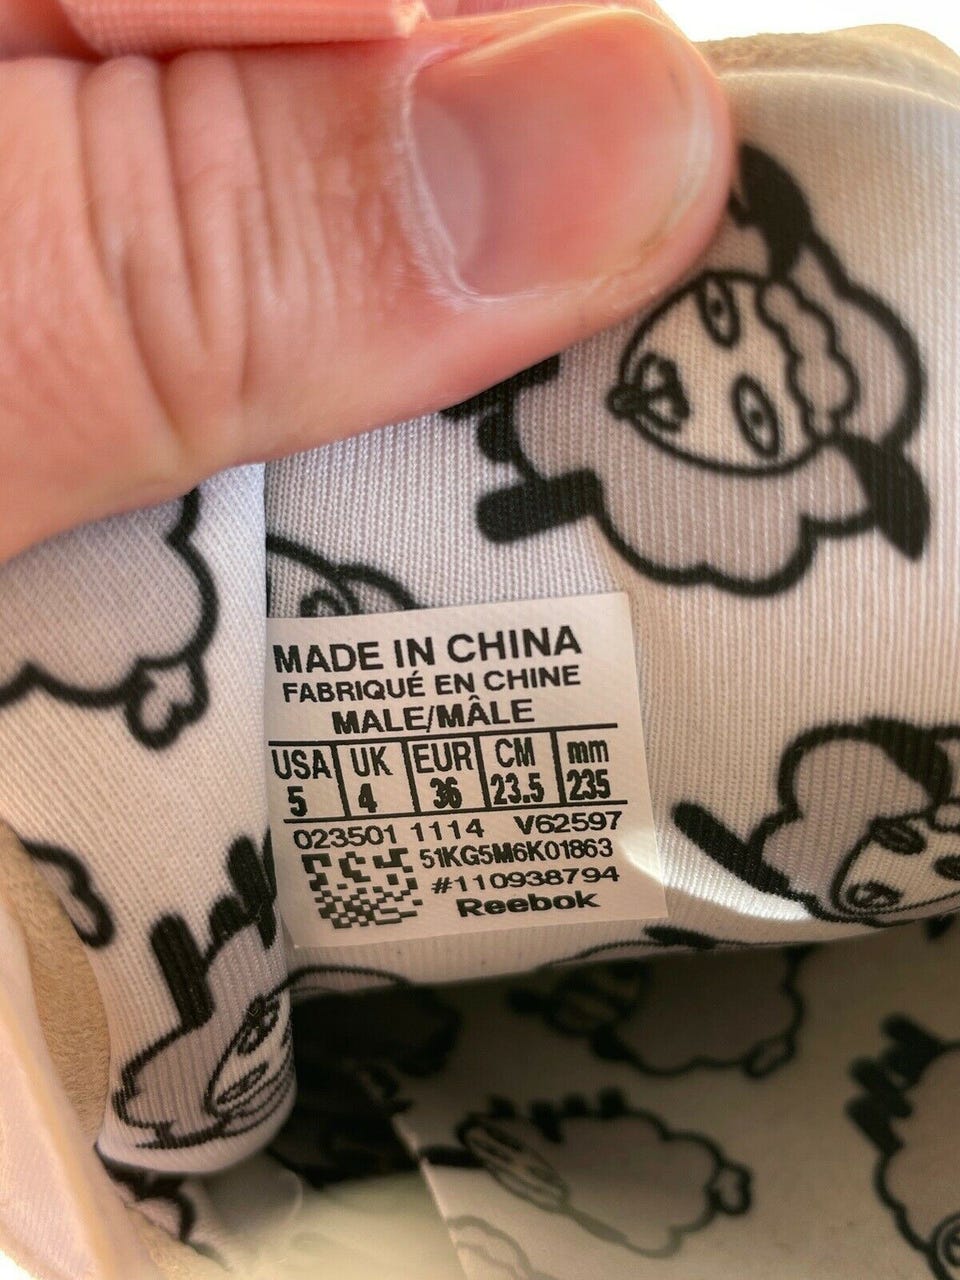 MADE IN CHINA
FABRIQUÉ EN CHINE
MALE/MÂLE
USA UK EUR CM mm
5 4 36 23.5 235
023501 1114 V62597
51KG5M6K01863
#110938794
Reebok